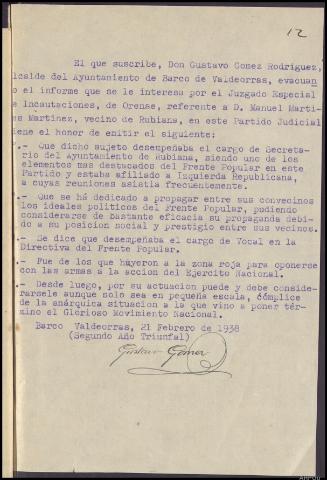 12
El que suscribe, Don Gustavo Gomez Rodriguez,
lcalde del Ayuntamiento de Barco de Valdeorras, evacuan
o el informe que se le interesa por el Juzgado Especial
e Incautaciones, de Orense, referente a D. Manuel Marti-
es Martinez, vecino de Rubiana, en este Partido Judicial
iene el honor de emitir el siguiente:
.- Que dicho sujeto desempeñaba el cargo de Secreta-
rio del Ayuntamiento de Rubiana, siendo uno de los
elementos mas destacados del Frente Popular en este
Partido y estaba afiliado a Izquierda Republicana,
a cuyas reuniones asistia frecuentemente.
.- Que se há dedicado a propagar entre sus convecinos
los ideales politicos del Frente Popular, pudiendo
considerarse de bastante eficacia su propaganda debi-
do a su posicion social y prestigio entre sus vecinos.
.- Se dice que desempeñaba el cargo de Vocal en la
Directiva del Frente Popular.
.- Fue de los que huyeron a la zona roja para oponerse
con las armas a la accion del Ejercito Nacional.
.- Desde luego, por su actuacion puede y debe conside-
rarsele aunque solo sea en pequeña escala, cómplice
de la anárquica situacion a la que vino a poner tér-
mino el Glorioso Movimiento Nacional.
Barco Valdeorras, 21 Febrero de 1938
(Segundo Año Triunfal)
Gustavo Gomez